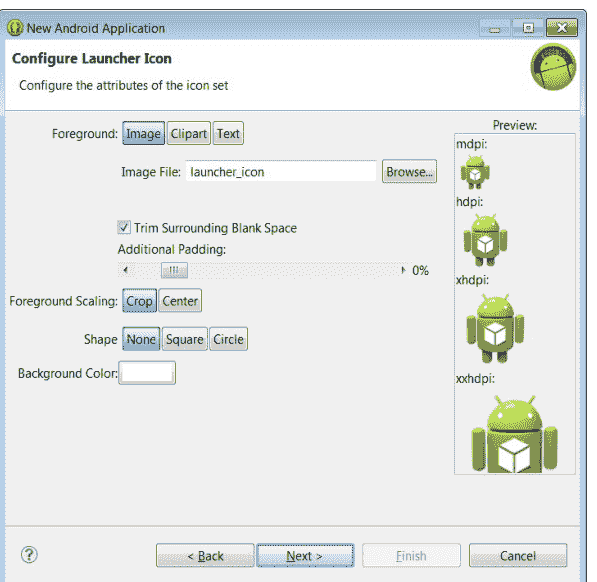 New Android Application
Configure Launcher Icon
Configure the attributes of the icon set
Foreground: Image Clipart Text
Image File: launcher_icon Browse...
Trim Surrounding Blank Space
Additional Padding:
0%
Foreground Scaling: Crop Center
Shape None Square Circle
Background Color:
Preview:
mdpi:
hdpi:
xhdpi:
xxhdpi:
< Back Next > Finish Cancel